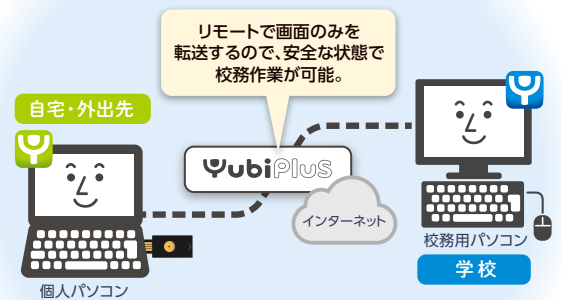 リモートで画面のみを
転送するので、安全な状態で
校務作業が可能。
自宅・外出先
YubiPlus
インターネット
個人パソコン
校務用パソコン
学校